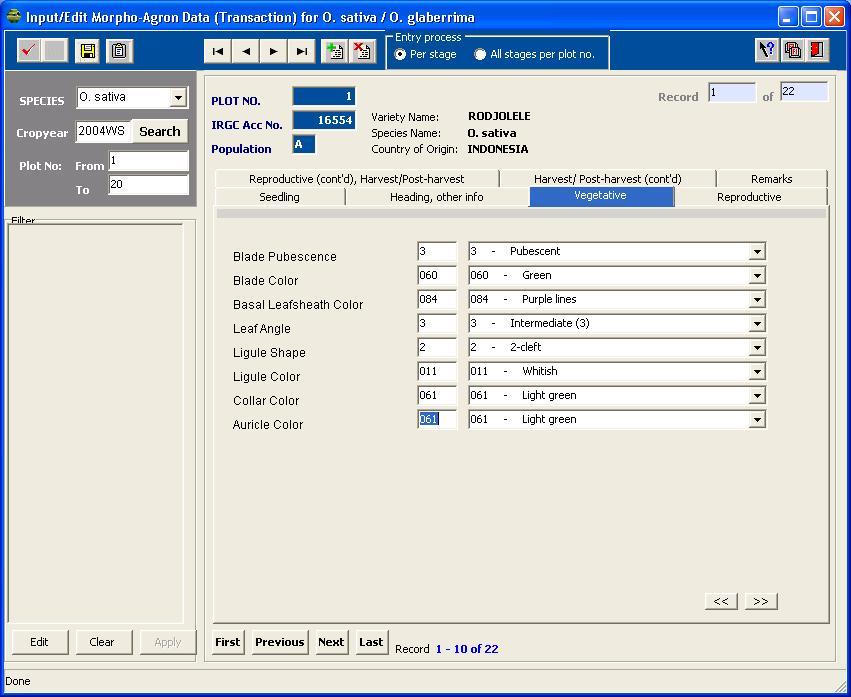 Input/Edit Morpho-Agron Data (Transaction) for O. sativa / O. glaberrima
Entry process
Per stage All stages per plot no.
SPECIES O. sativa
Cropyear 2004WS Search
Plot No: From 1
To 20
Filter
Edit Clear Apply
PLOT NO. 1
IRGC Acc No. 16554
Population A
Variety Name: RODJOLELE
Species Name: O. sativa
Country of Origin: INDONESIA
Record 1 of 22
Reproductive (cont'd), Harvest/Post-harvest Harvest/ Post-harvest (cont'd) Remarks
Seedling Heading, other info Vegetative Reproductive
Blade Pubescence 3 3 - Pubescent
Blade Color 060 060 - Green
Basal Leafsheath Color 084 084 - Purple lines
Leaf Angle 3 3 - Intermediate (3)
Ligule Shape 2 2 - 2-cleft
Ligule Color 011 011 - Whitish
Collar Color 061 061 - Light green
Auricle Color 061 061 - Light green
<< >>
First Previous Next Last Record 1 - 10 of 22
Done